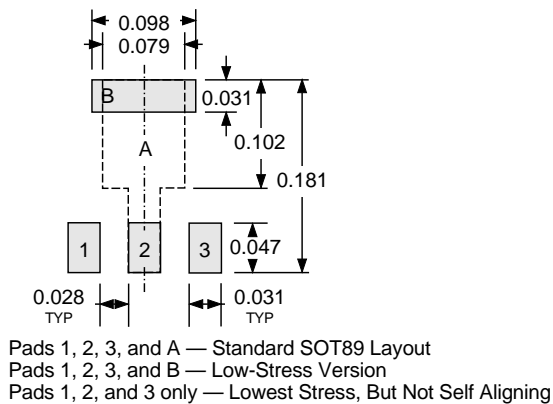 0.098
0.079
B
0.031
A
0.102
0.181
1
2
3
0.047
0.028
TYP
0.031
TYP
Pads 1, 2, 3, and A — Standard SOT89 Layout
Pads 1, 2, 3, and B — Low-Stress Version
Pads 1, 2, and 3 only — Lowest Stress, But Not Self Aligning